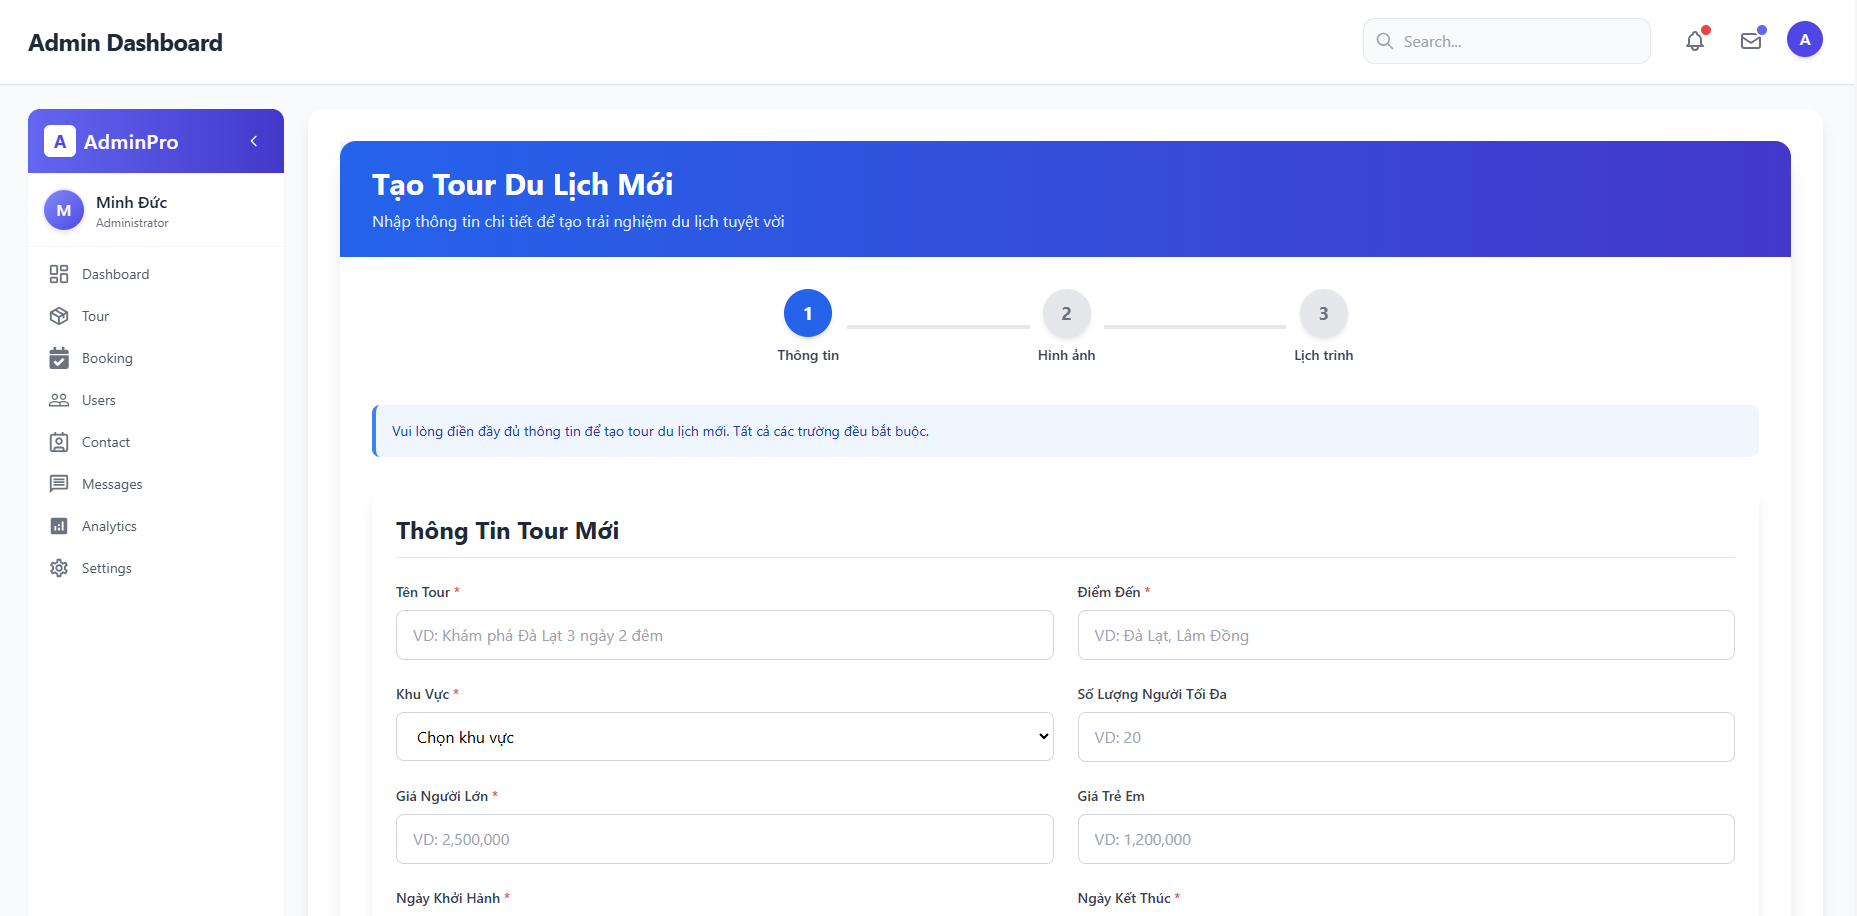 Admin Dashboard
Search...
A
A AdminPro
M
Minh Đức
Administrator
Dashboard
Tour
Booking
Users
Contact
Messages
Analytics
Settings
Tạo Tour Du Lịch Mới
Nhập thông tin chi tiết để tạo trải nghiệm du lịch tuyệt vời
1
Thông tin
2
Hình ảnh
3
Lịch trình
Vui lòng điền đầy đủ thông tin để tạo tour du lịch mới. Tất cả các trường đều bắt buộc.
Thông Tin Tour Mới
Tên Tour *
VD: Khám phá Đà Lạt 3 ngày 2 đêm
Điểm Đến *
VD: Đà Lạt, Lâm Đồng
Khu Vực *
Chọn khu vực
Số Lượng Người Tối Đa
VD: 20
Giá Người Lớn *
VD: 2,500,000
Giá Trẻ Em
VD: 1,200,000
Ngày Khởi Hành *
Ngày Kết Thúc *